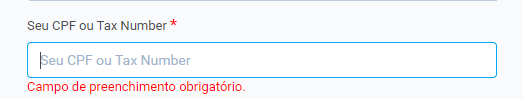 Seu CPF ou Tax Number *
Seu CPF ou Tax Number
Campo de preenchimento obrigatório.